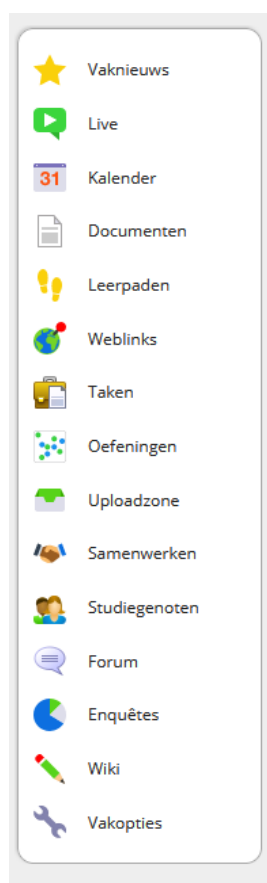 Vaknieuws
Live
31
Kalender
Documenten
Leerpaden
Weblinks
Taken
Oefeningen
Uploadzone
Samenwerken
Studiegenoten
Forum
Enquêtes
Wiki
Vakopties